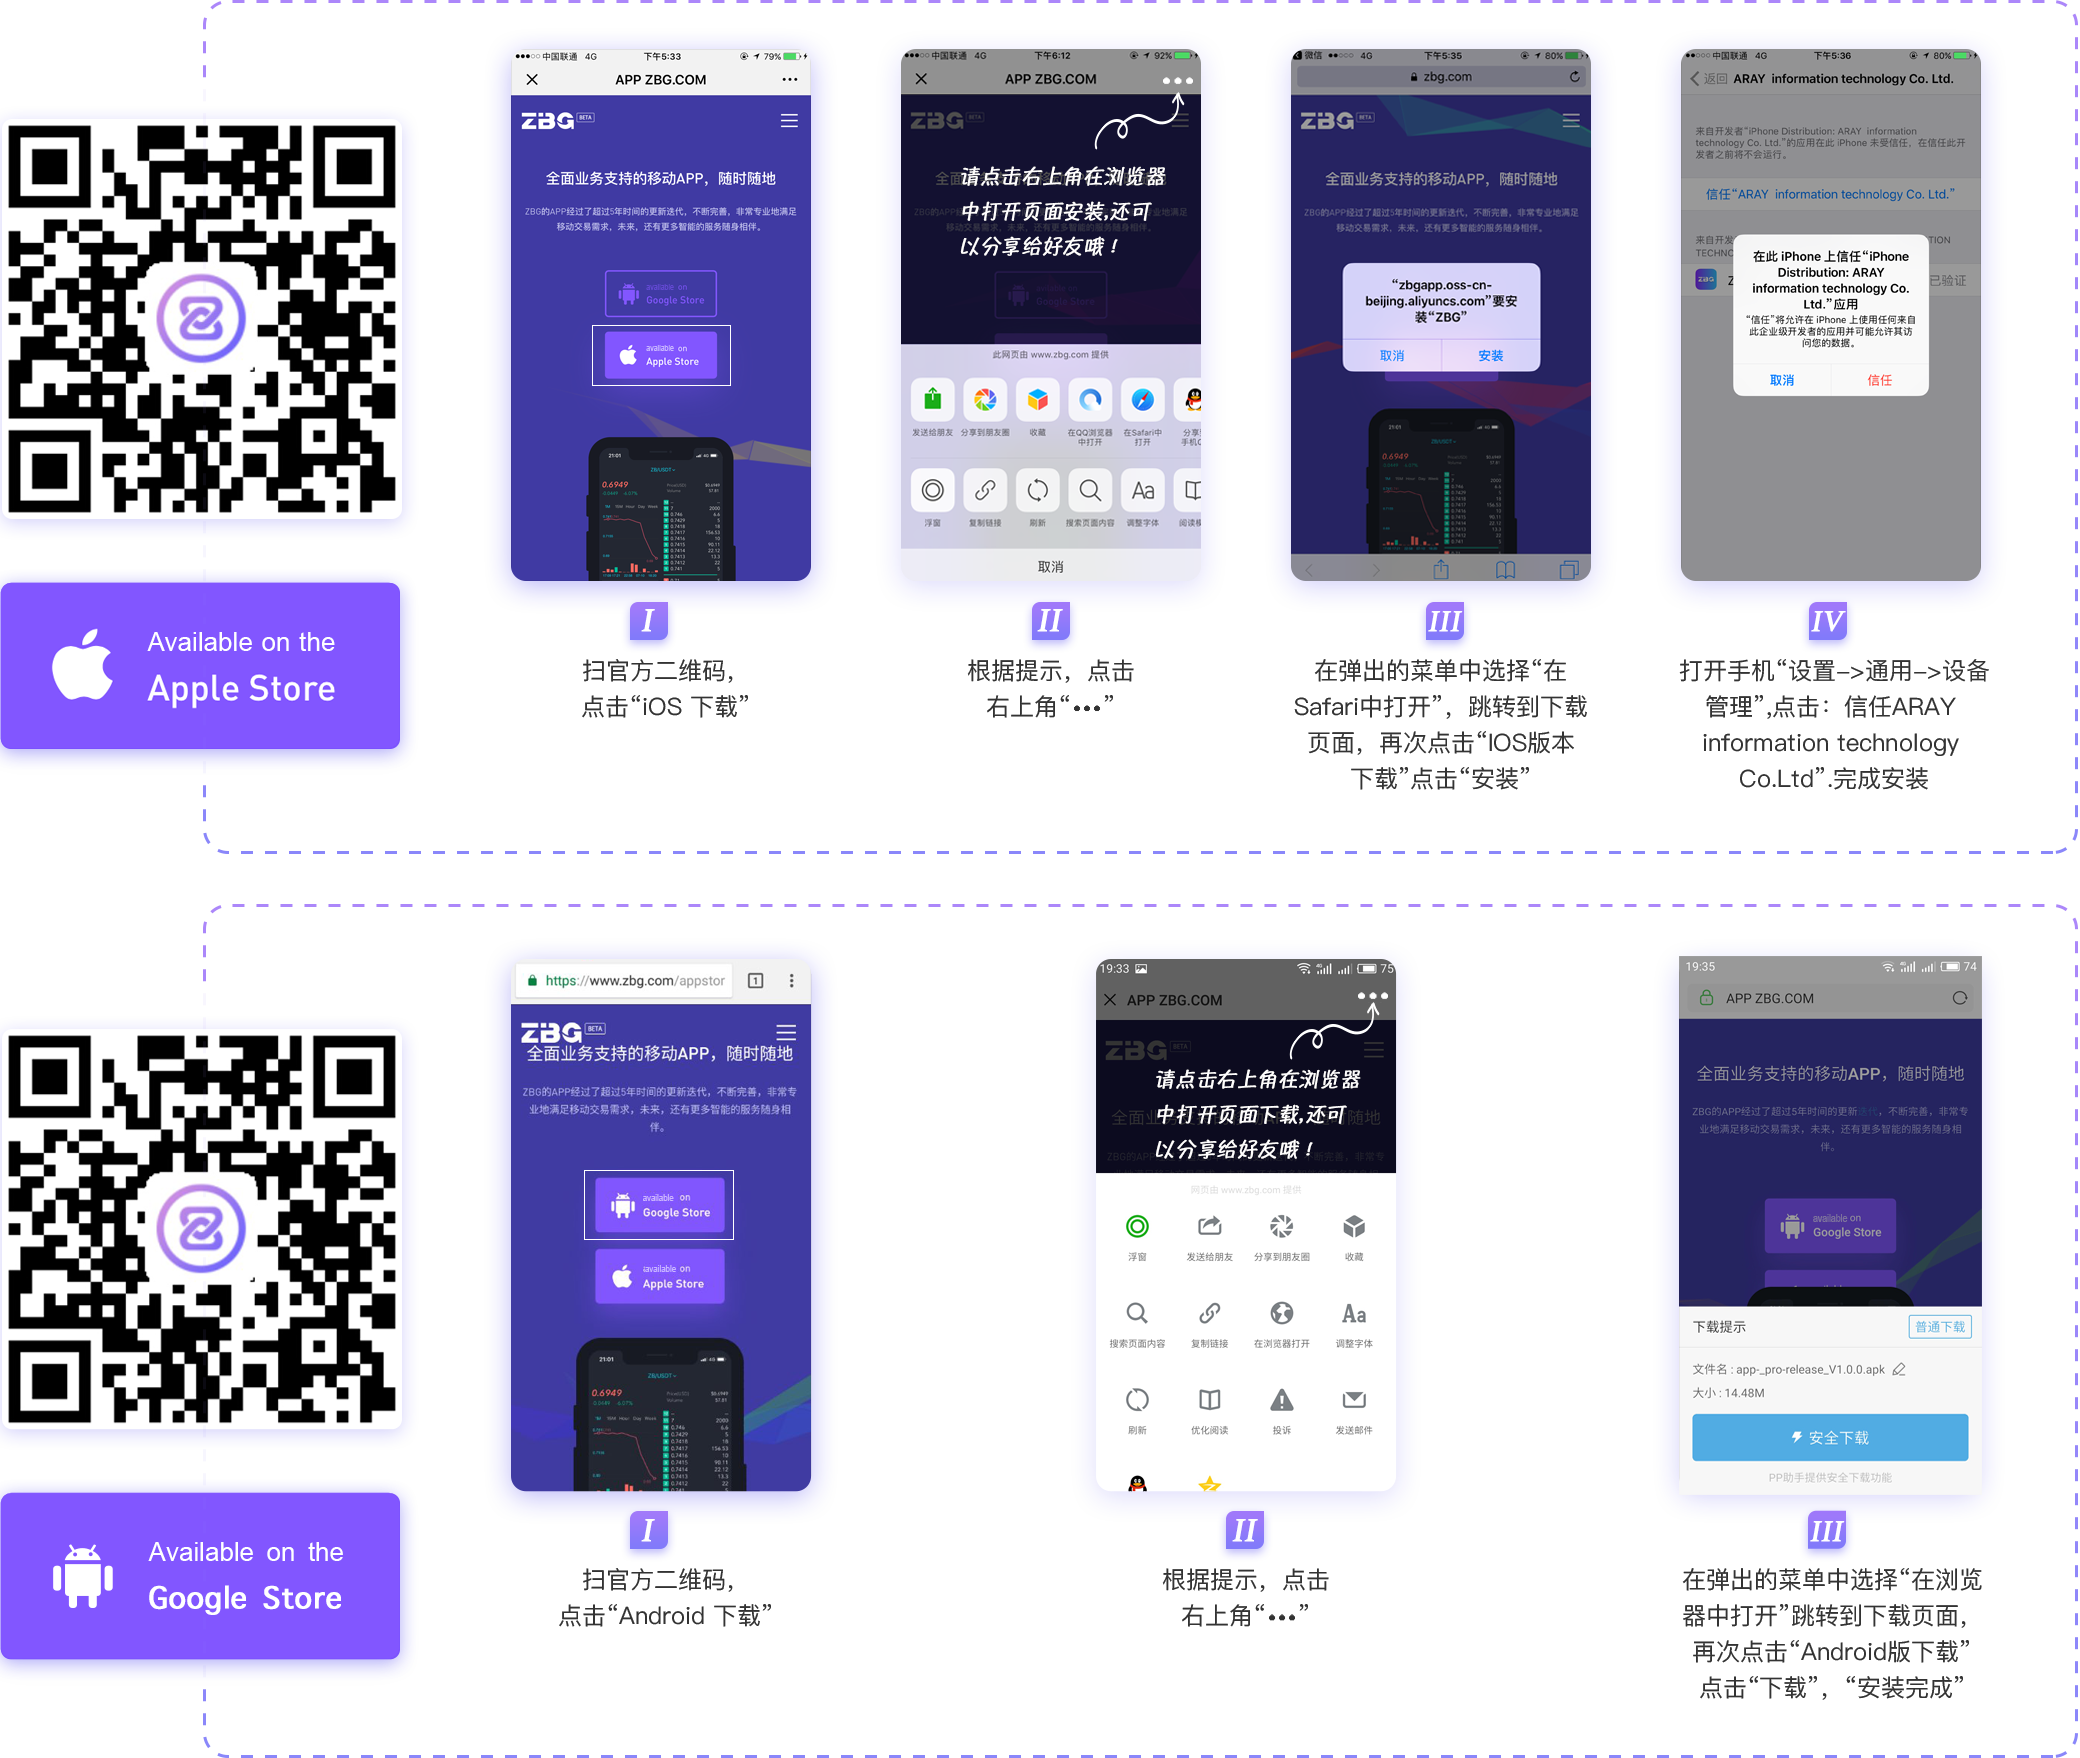 中国联通 4G 下午5:33 79%
APP ZBG.COM
ZBG BETA
全面业务支持的移动APP，随时随地
ZBG的APP经过了超过5年时间的更新迭代，不断完善，非常专业地满足
移动交易需求，未来，还有更多智能的服务随身相伴。
available on
Google Store
available on
Apple Store
21:01
ZB/USDT
0.6949
中国联通 4G 下午6:12 92%
APP ZBG.COM
ZBG BETA
请点击右上角在浏览器
中打开页面安装,还可
以分享给好友哦！
此网页由 www.zbg.com 提供
发送给朋友 分享到朋友圈 收藏 在QQ浏览器
中打开 在Safari中
打开
浮窗 复制链接 刷新 搜索页面内容 调整字体
取消
微信 4G 下午5:35 80%
zbg.com
ZBG BETA
全面业务支持的移动APP，随时随地
ZBG的APP经过了超过5年时间的更新迭代，不断完善，非常专业地满足
移动交易需求，未来，还有更多智能的服务随身相伴。
“zbgapp.oss-cn-
beijing.aliyuncs.com”要安
装“ZBG”
取消 安装
21:01
ZB/USDT
0.6949
中国联通 4G 下午5:36 80%
返回 ARAY information technology Co. Ltd.
来自开发者“iPhone Distribution: ARAY information
technology Co. Ltd.”的应用在此 iPhone 未受信任，在信任此开
发者之前将不会运行。
信任“ARAY information technology Co. Ltd.”
在此 iPhone 上信任“iPhone
Distribution: ARAY
information technology Co.
Ltd.”应用
“信任”将允许在 iPhone 上使用任何来自
此企业级开发者的应用并可能允许其访
问您的数据。
取消 信任
已验证
Available on the
Apple Store
I
扫官方二维码，
点击“iOS 下载”
II
根据提示，点击
右上角“•••”
III
在弹出的菜单中选择“在
Safari中打开”，跳转到下载
页面，再次点击“IOS版本
下载”点击“安装”
IV
打开手机“设置->通用->设备
管理”,点击：信任ARAY
information technology
Co.Ltd”.完成安装
https://www.zbg.com/appstor 1
ZBG BETA
全面业务支持的移动APP，随时随地
ZBG的APP经过了超过5年时间的更新迭代，不断完善，非常专
业地满足移动交易需求，未来，还有更多智能的服务随身相
伴。
available on
Google Store
available on
Apple Store
21:01
ZB/USDT
0.6949
19:33 75
APP ZBG.COM
ZBG BETA
请点击右上角在浏览器
中打开页面下载,还可
以分享给好友哦！
网页由 www.zbg.com 提供
浮窗 发送给朋友 分享到朋友圈 收藏
搜索页面内容 复制链接 在浏览器打开 调整字体
刷新 优化阅读 投诉 发送邮件
19:35 74
APP ZBG.COM
全面业务支持的移动APP，随时随地
ZBG的APP经过了超过5年时间的更新迭代，不断完善，非常专
业地满足移动交易需求，未来，还有更多智能的服务随身相
伴。
available on
Google Store
下载提示 普通下载
文件名 : app-_pro-release_V1.0.0.apk
大小 : 14.48M
安全下载
PP助手提供安全下载功能
Available on the
Google Store
I
扫官方二维码，
点击“Android 下载”
II
根据提示，点击
右上角“•••”
III
在弹出的菜单中选择“在浏览
器中打开”跳转到下载页面，
再次点击“Android版下载”
点击“下载”，“安装完成”